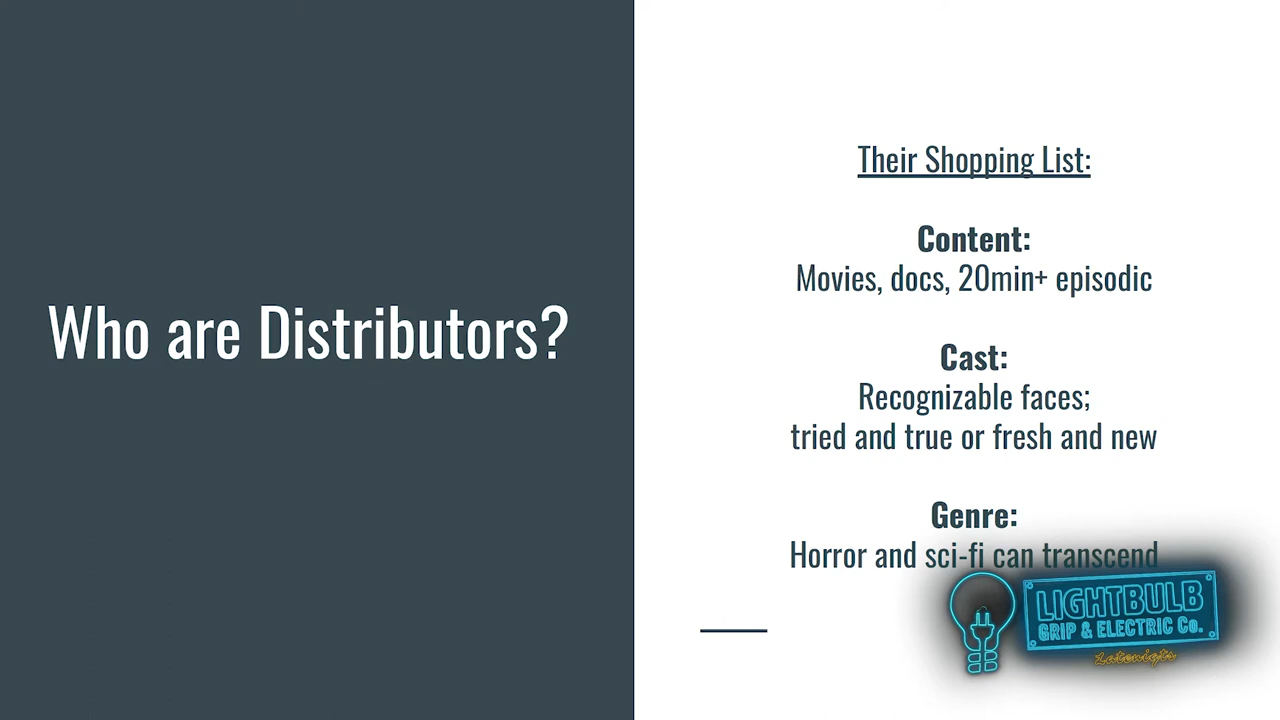 Who are Distributors?
Their Shopping List:
Content:
Movies, docs, 20min+ episodic
Cast:
Recognizable faces;
tried and true or fresh and new
Genre:
Horror and sci-fi can transcend
LIGHTBULB
GRIP & ELECTRIC Co.